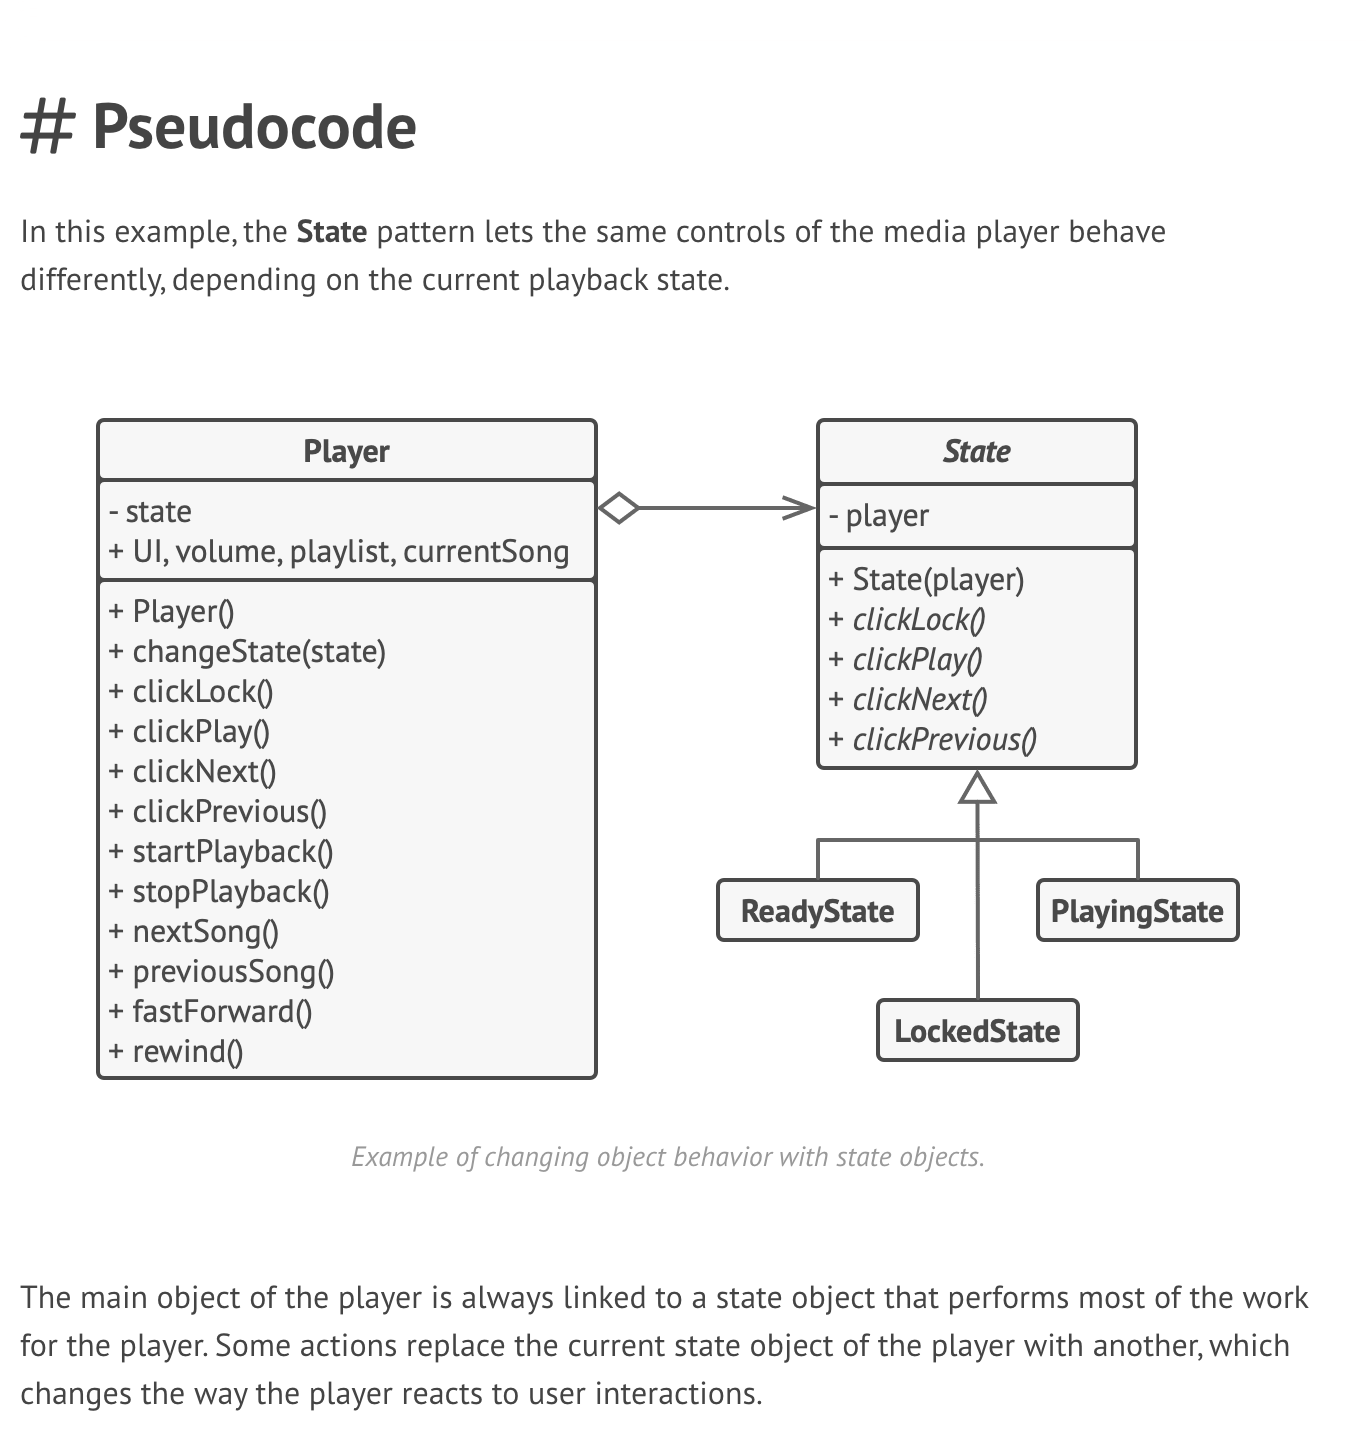 # Pseudocode
In this example, the State pattern lets the same controls of the media player behave
differently, depending on the current playback state.
Player
- state
+ UI, volume, playlist, currentSong
+ Player()
+ changeState(state)
+ clickLock()
+ clickPlay()
+ clickNext()
+ clickPrevious()
+ startPlayback()
+ stopPlayback()
+ nextSong()
+ previousSong()
+ fastForward()
+ rewind()
State
- player
+ State(player)
+ clickLock()
+ clickPlay()
+ clickNext()
+ clickPrevious()
ReadyState
PlayingState
LockedState
Example of changing object behavior with state objects.
The main object of the player is always linked to a state object that performs most of the work
for the player. Some actions replace the current state object of the player with another, which
changes the way the player reacts to user interactions.